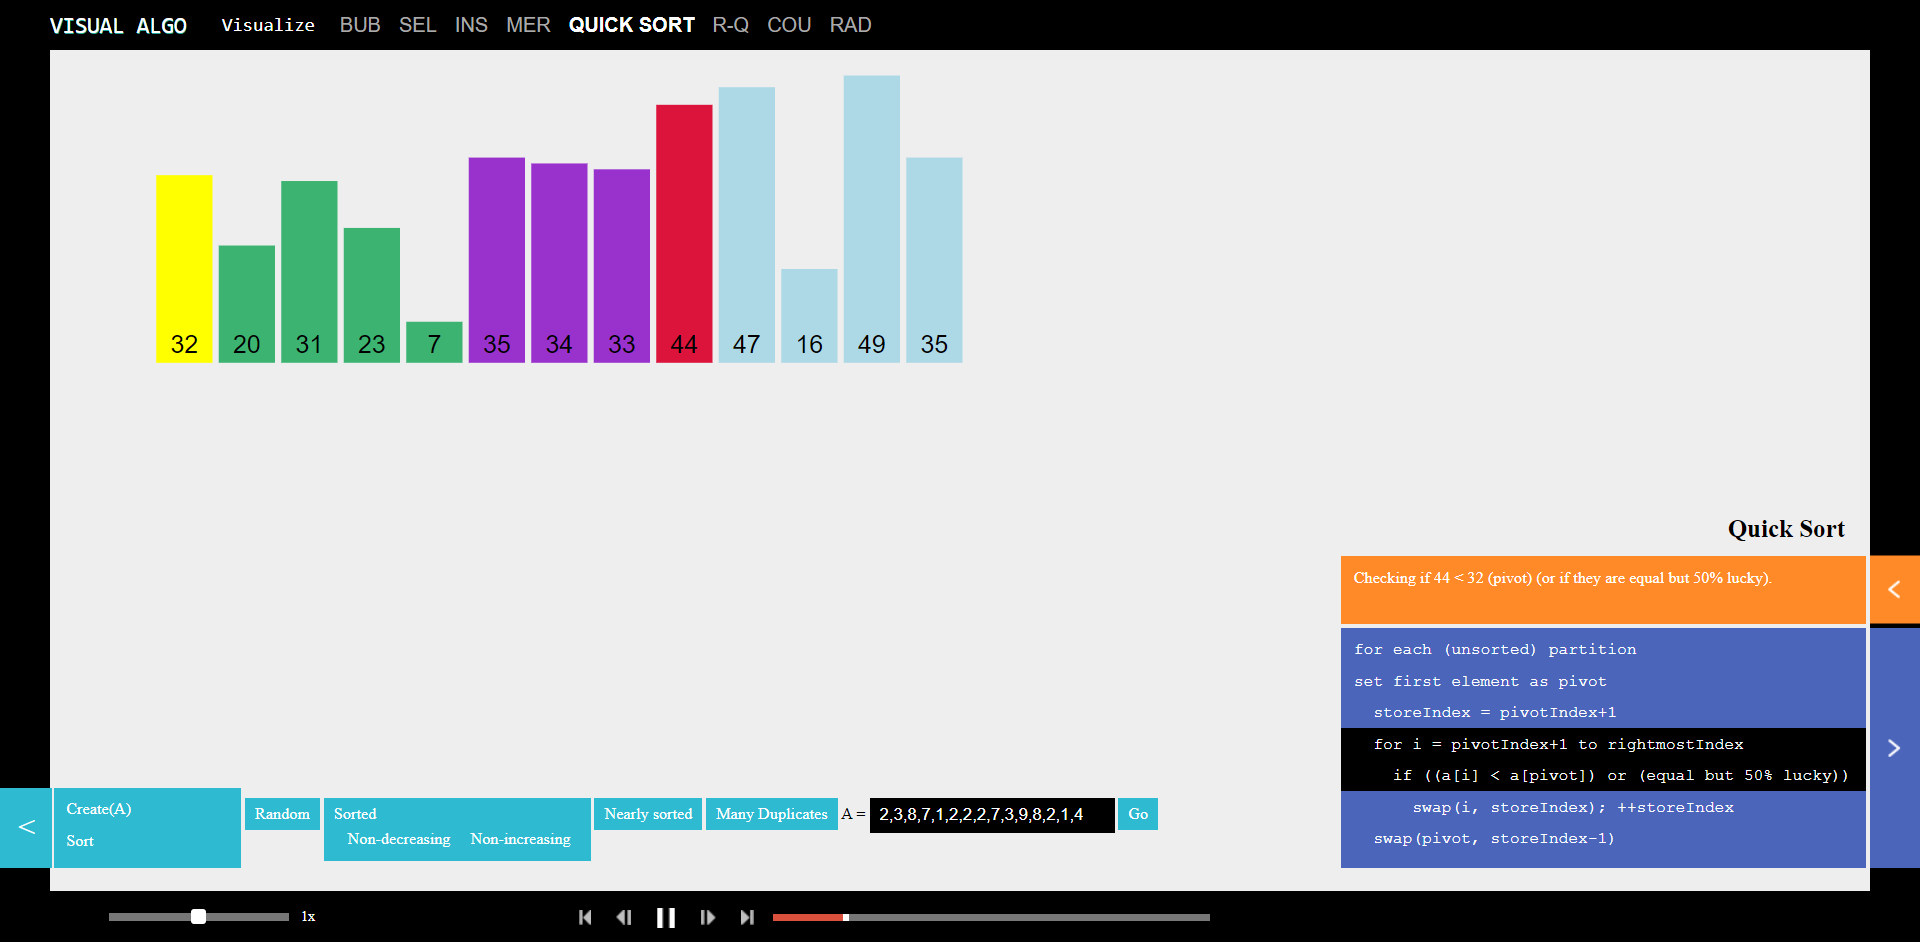 VISUAL ALGO Visualize BUB SEL INS MER QUICK SORT R-Q COU RAD
32 20 31 23 7 35 34 33 44 47 16 49 35
Quick Sort
Checking if 44 < 32 (pivot) (or if they are equal but 50% lucky).
for each (unsorted) partition
set first element as pivot
storeIndex = pivotIndex+1
for i = pivotIndex+1 to rightmostIndex
if ((a[i] < a[pivot]) or (equal but 50% lucky))
swap(i, storeIndex); ++storeIndex
swap(pivot, storeIndex-1)
<
Create(A)
Sort
Random
Sorted
Non-decreasing Non-increasing
Nearly sorted
Many Duplicates
A = 2,3,8,7,1,2,2,2,7,3,9,8,2,1,4
Go
1x